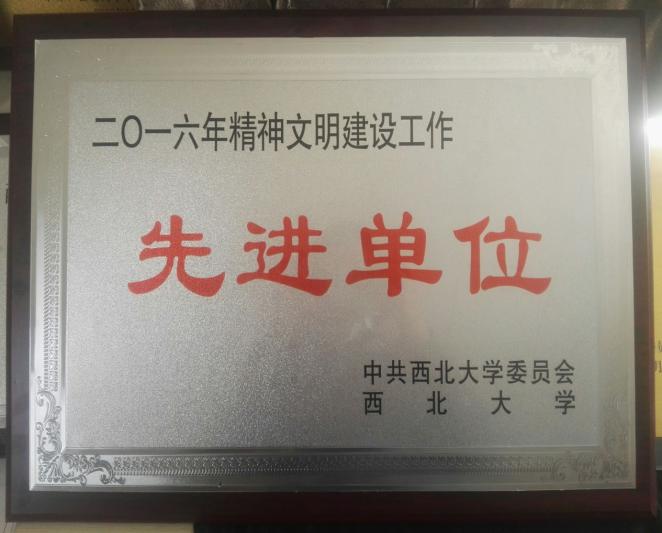 二〇一六年精神文明建设工作
先进单位
中共西北大学委员会
西北大学